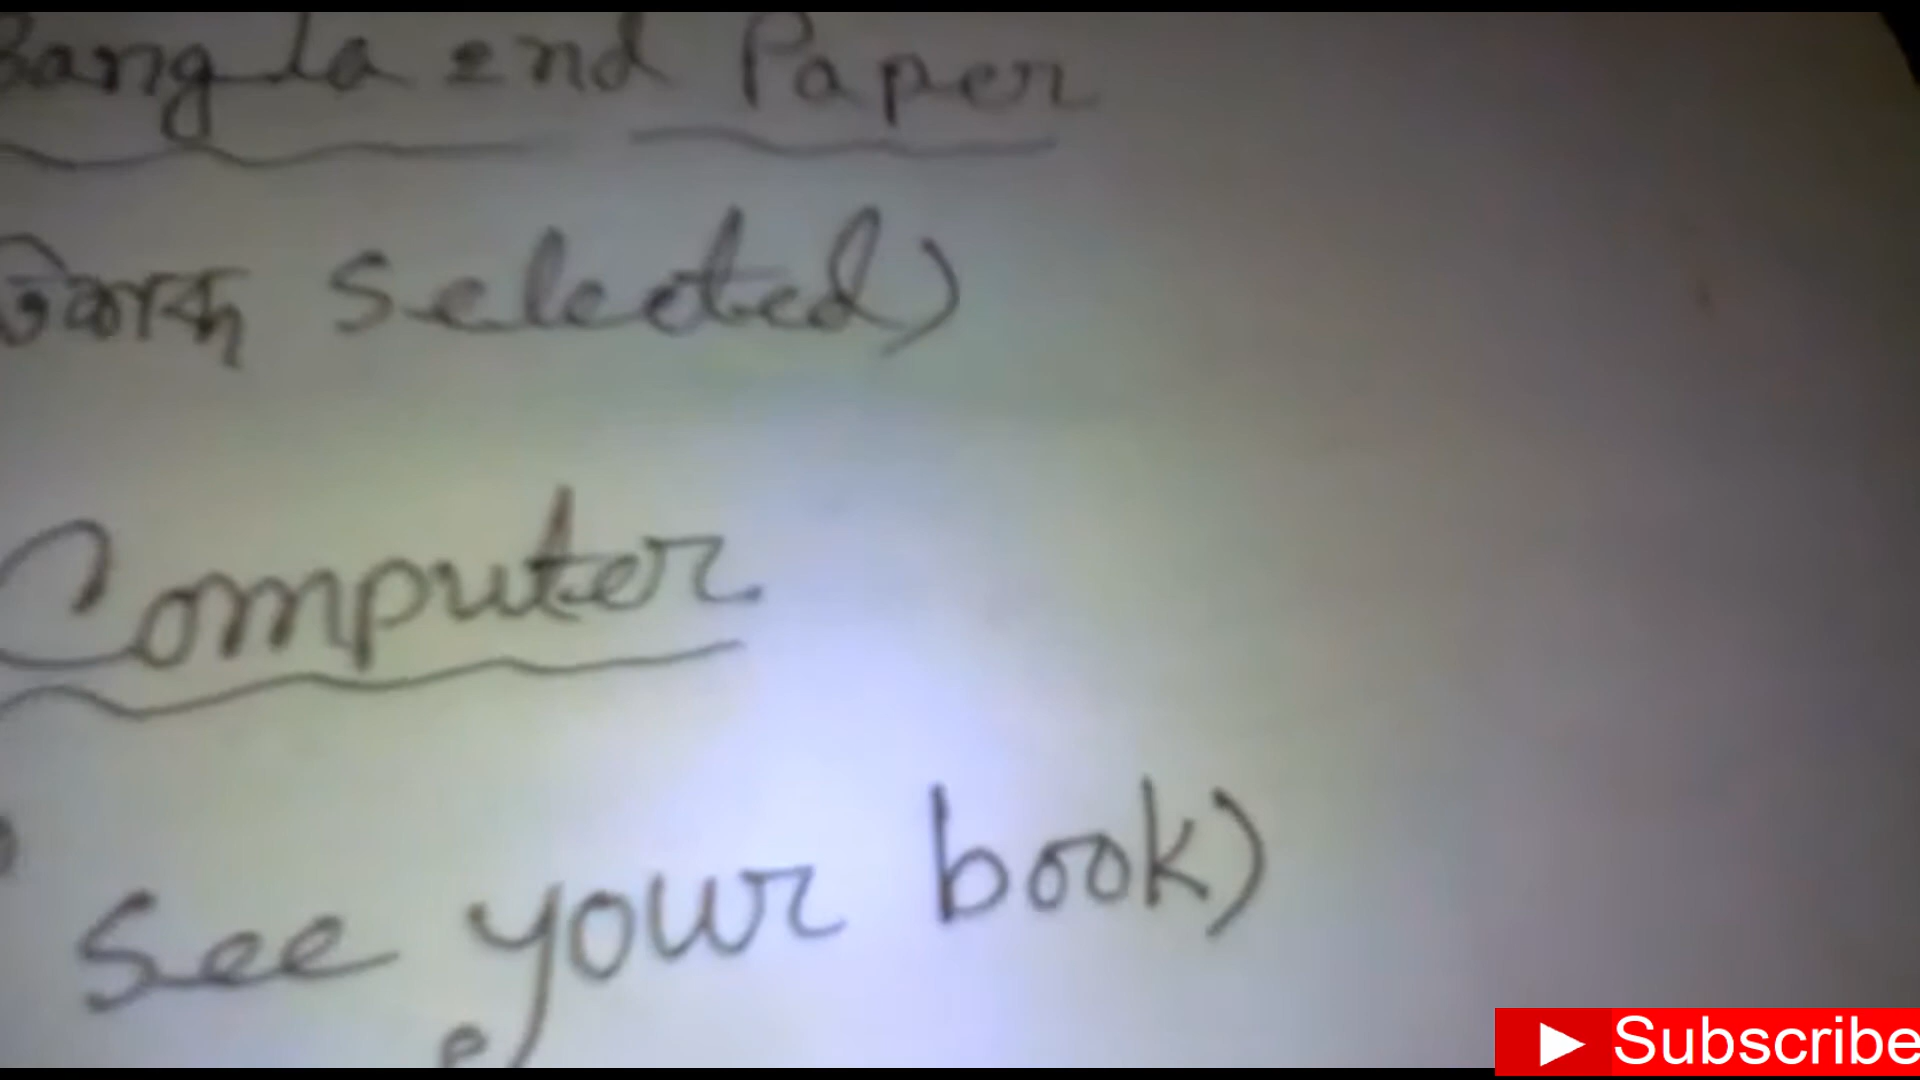 Bangla 2nd Paper
selected)
Computer
See your book)
Subscribe